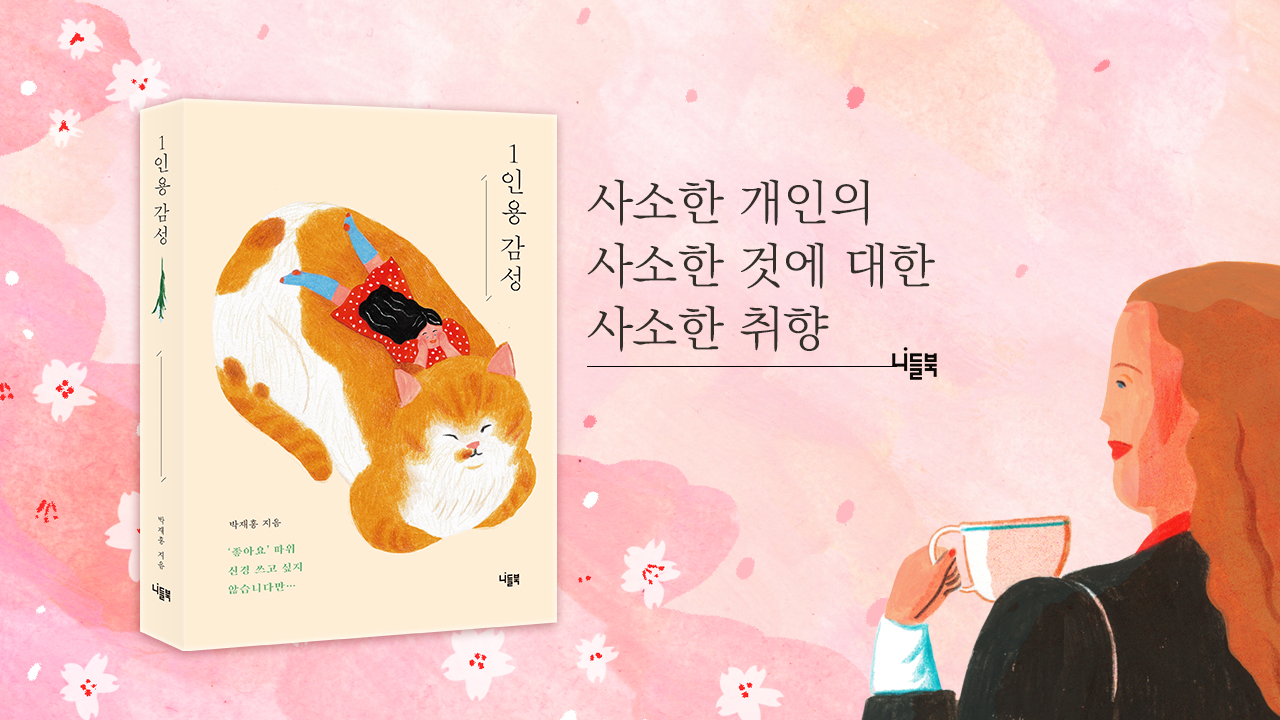 1인용 감성
박재홍 지음
니들북
1인용 감성
박재홍 지음
‘좋아요’ 따위
신경 쓰고 싶지
않습니다만…
니들북
사소한 개인의
사소한 것에 대한
사소한 취향
니들북